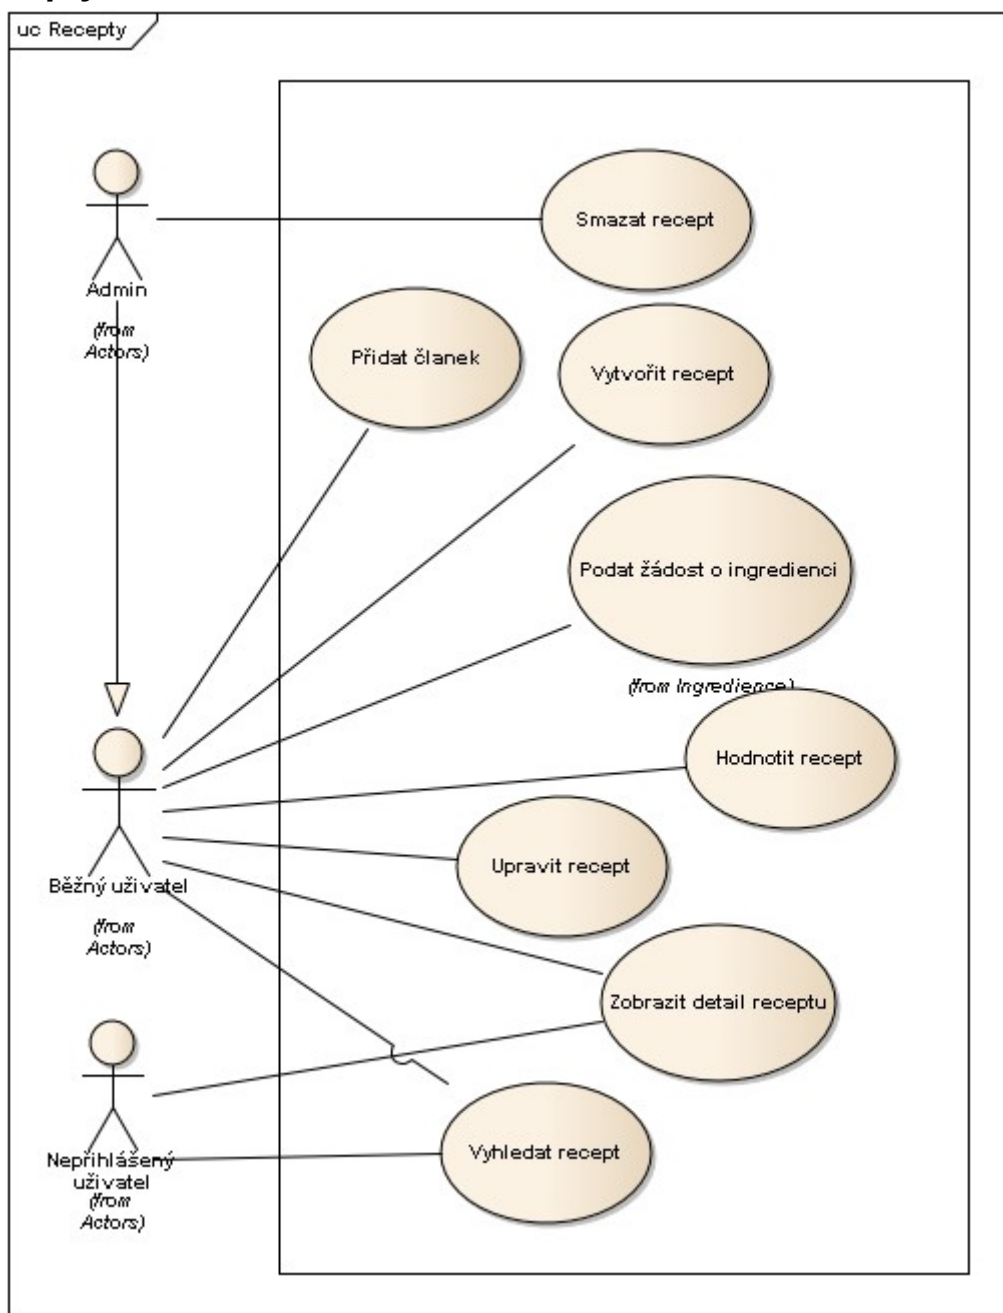 uc Recepty
Smazat recept
Admin
(from
Actors)
Přidat članek
Vytvořit recept
Podat žádost o ingredienci
(from Ingredience)
Hodnotit recept
Běžný uživatel
(from
Actors)
Upravit recept
Zobrazit detail receptu
Nepřihlášený
uživatel
(from
Actors)
Vyhledat recept